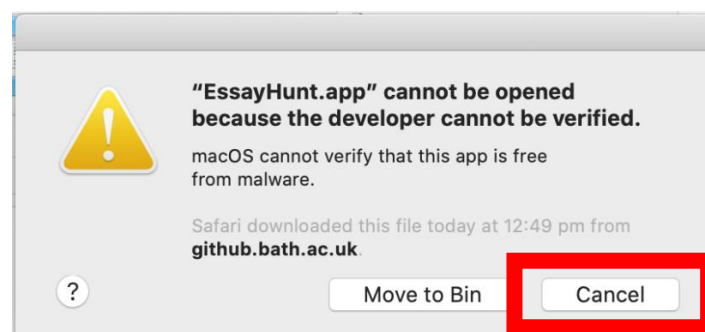 “EssayHunt.app” cannot be opened
because the developer cannot be verified.
macOS cannot verify that this app is free
from malware.
Safari downloaded this file today at 12:49 pm from
github.bath.ac.uk.
?
Move to Bin
Cancel